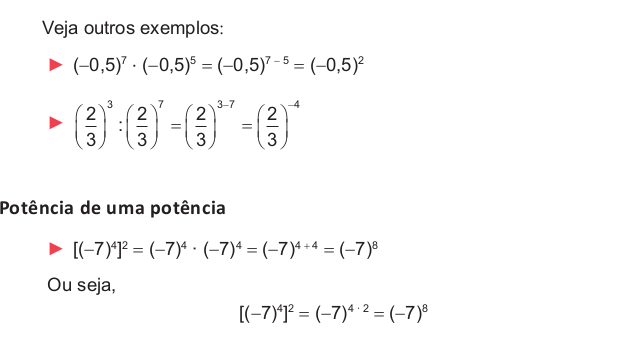 Veja outros exemplos:
► (–0,5)⁷ · (–0,5)⁵ = (–0,5)⁷ ⁻ ⁵ = (–0,5)²
► (2/3)³ : (2/3)⁷ = (2/3)³⁻⁷ = (2/3)⁻⁴
Potência de uma potência
► [(–7)⁴]² = (–7)⁴ · (–7)⁴ = (–7)⁴ ⁺ ⁴ = (–7)⁸
Ou seja,
[(–7)⁴]² = (–7)⁴ · ² = (–7)⁸